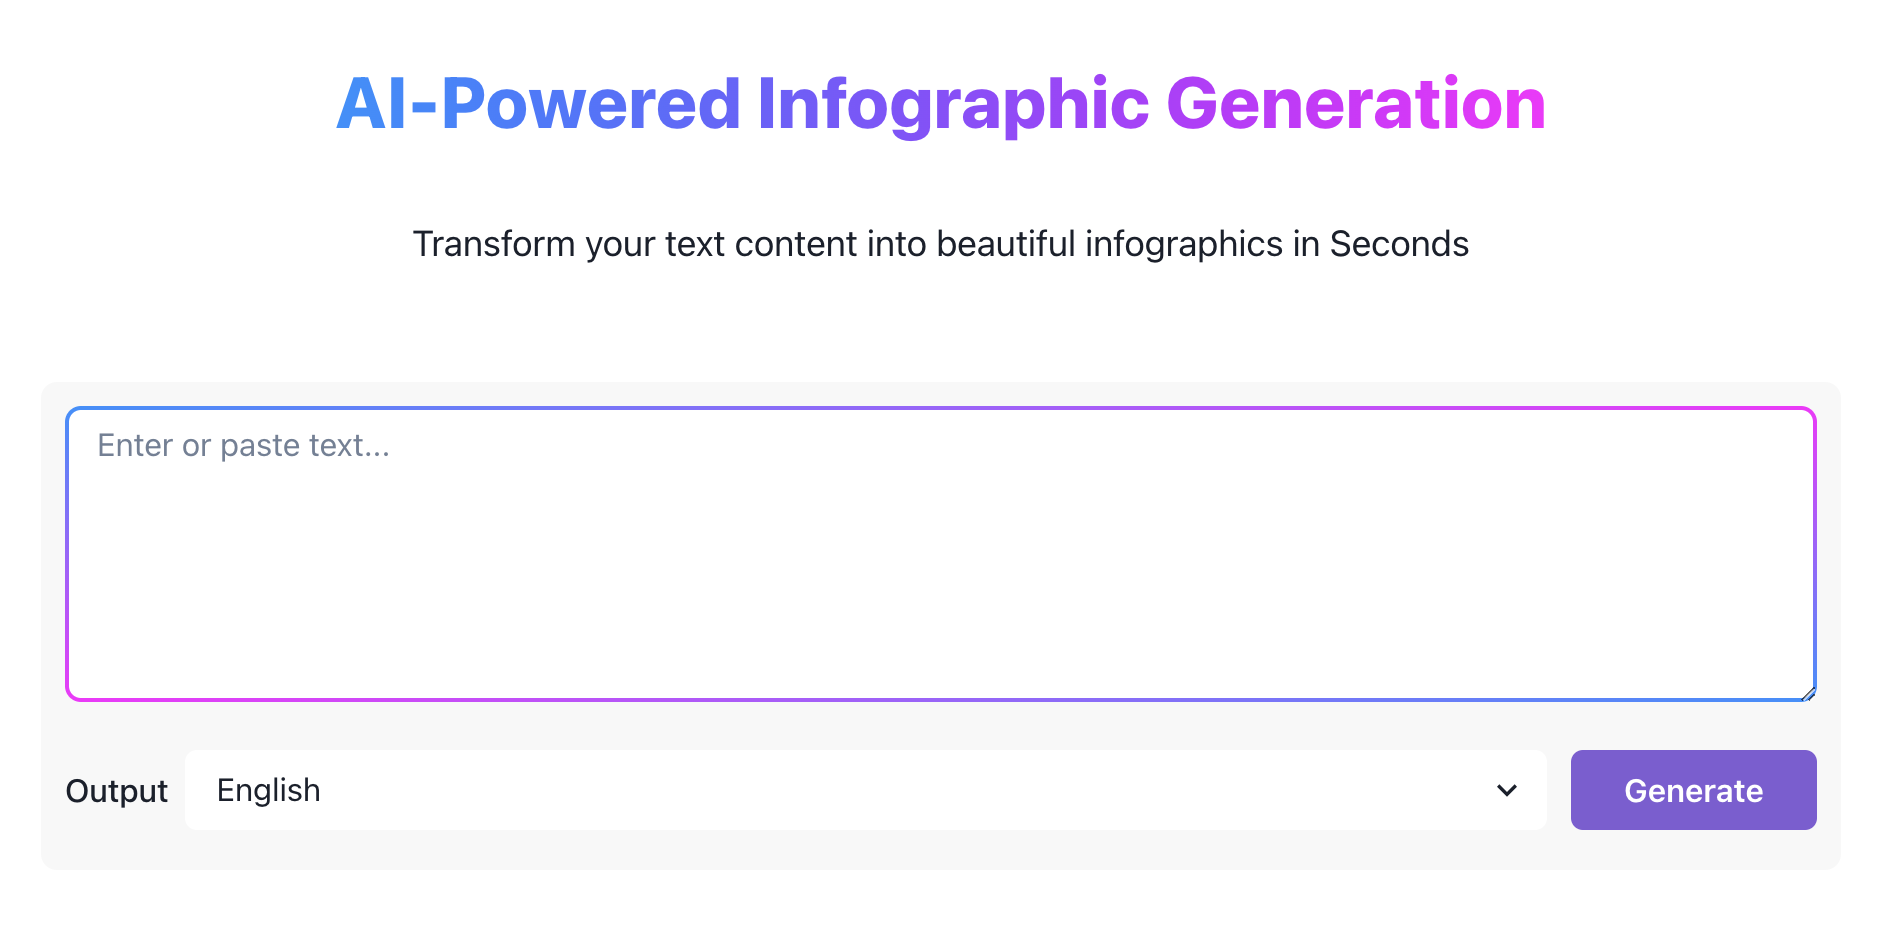 AI-Powered Infographic Generation
Transform your text content into beautiful infographics in Seconds
Enter or paste text...
Output English Generate